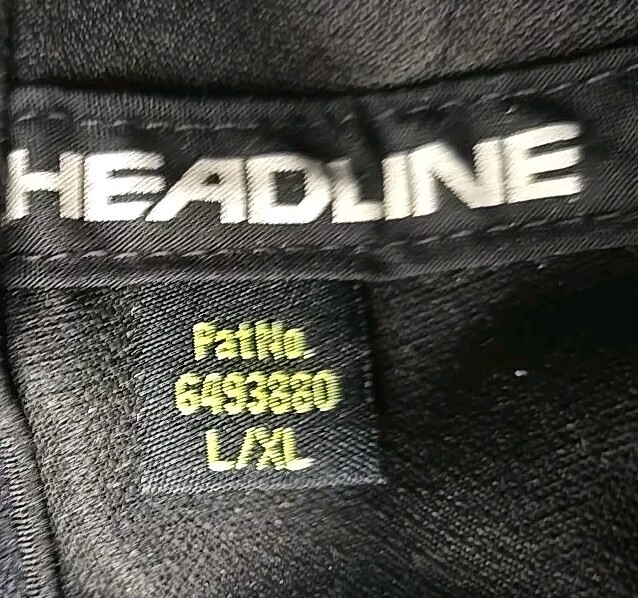 HEADLINE
Pat No.
6493880
L/XL